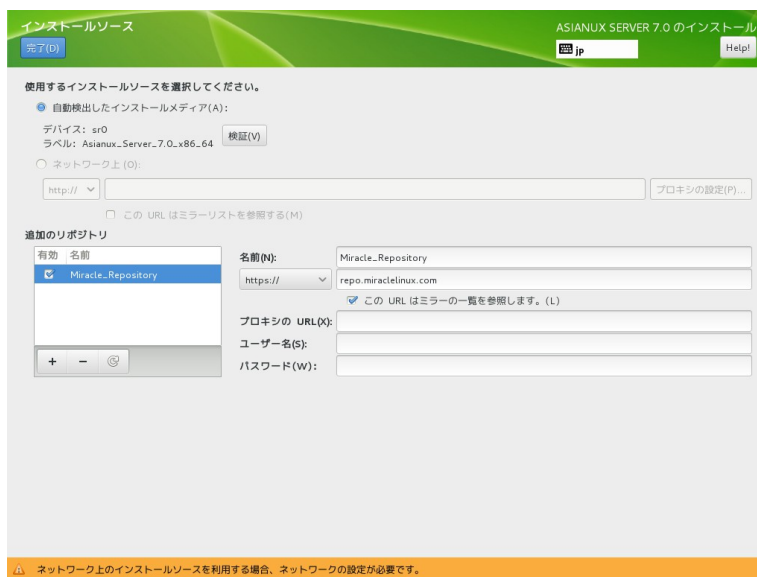 インストールソース
ASIANUX SERVER 7.0 のインストール
完了(D)
jp
Help!
使用するインストールソースを選択してください。
自動検出したインストールメディア(A):
デバイス: sr0
ラベル: Asianux_Server_7.0_x86_64
検証(V)
ネットワーク上 (O):
http://
プロキシの設定(P)...
この URL はミラーリストを参照する(M)
追加のリポジトリ
有効 名前
Miracle_Repository
名前(N): Miracle_Repository
https:// repo.miraclelinux.com
この URL はミラーの一覧を参照します。(L)
プロキシの URL(X):
ユーザー名(S):
パスワード(W):
ネットワーク上のインストールソースを利用する場合、ネットワークの設定が必要です。